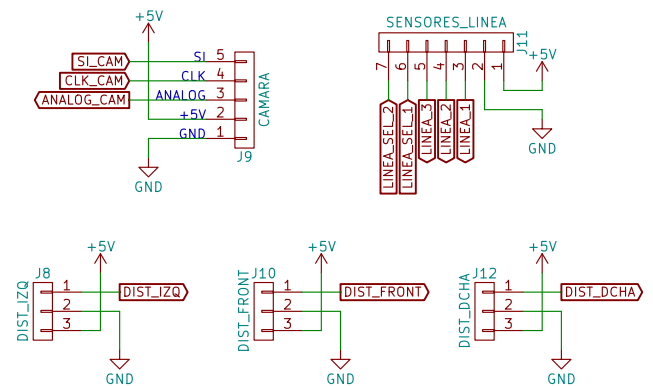 +5V
SI_CAM
SI
5
CLK_CAM
CLK
4
ANALOG_CAM
ANALOG
3
+5V
2
GND
1
CAMARA
J9
GND
SENSORES_LINEA
J11
7
6
5
4
3
2
1
+5V
LINEA_SEL_2
LINEA_SEL_1
LINEA_3
LINEA_2
LINEA_1
GND
+5V
J8
1
DIST_IZQ
2
3
DIST_IZQ
GND
+5V
J10
1
DIST_FRONT
2
3
DIST_FRONT
GND
+5V
J12
1
DIST_DCHA
2
3
DIST_DCHA
GND